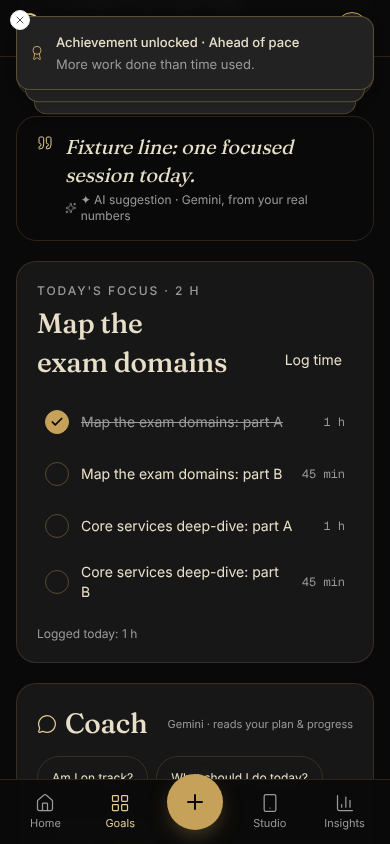 Achievement unlocked · Ahead of pace
More work done than time used.
Fixture line: one focused
session today.
✦ AI suggestion · Gemini, from your real
numbers
TODAY'S FOCUS · 2 H
Map the
exam domains
Log time
Map the exam domains: part A 1 h
Map the exam domains: part B 45 min
Core services deep-dive: part A 1 h
Core services deep-dive: part
B
45 min
Logged today: 1 h
Coach
Gemini · reads your plan & progress
Am I on track?
should I do today?
Home
Goals
Studio
Insights